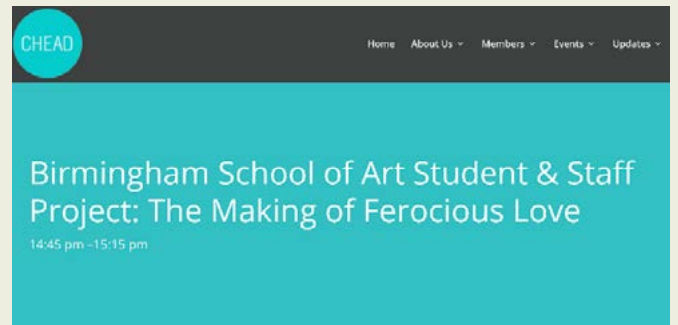 CHEAD
Home About Us Members Events Updates
Birmingham School of Art Student & Staff
Project: The Making of Ferocious Love
14:45 pm –15:15 pm